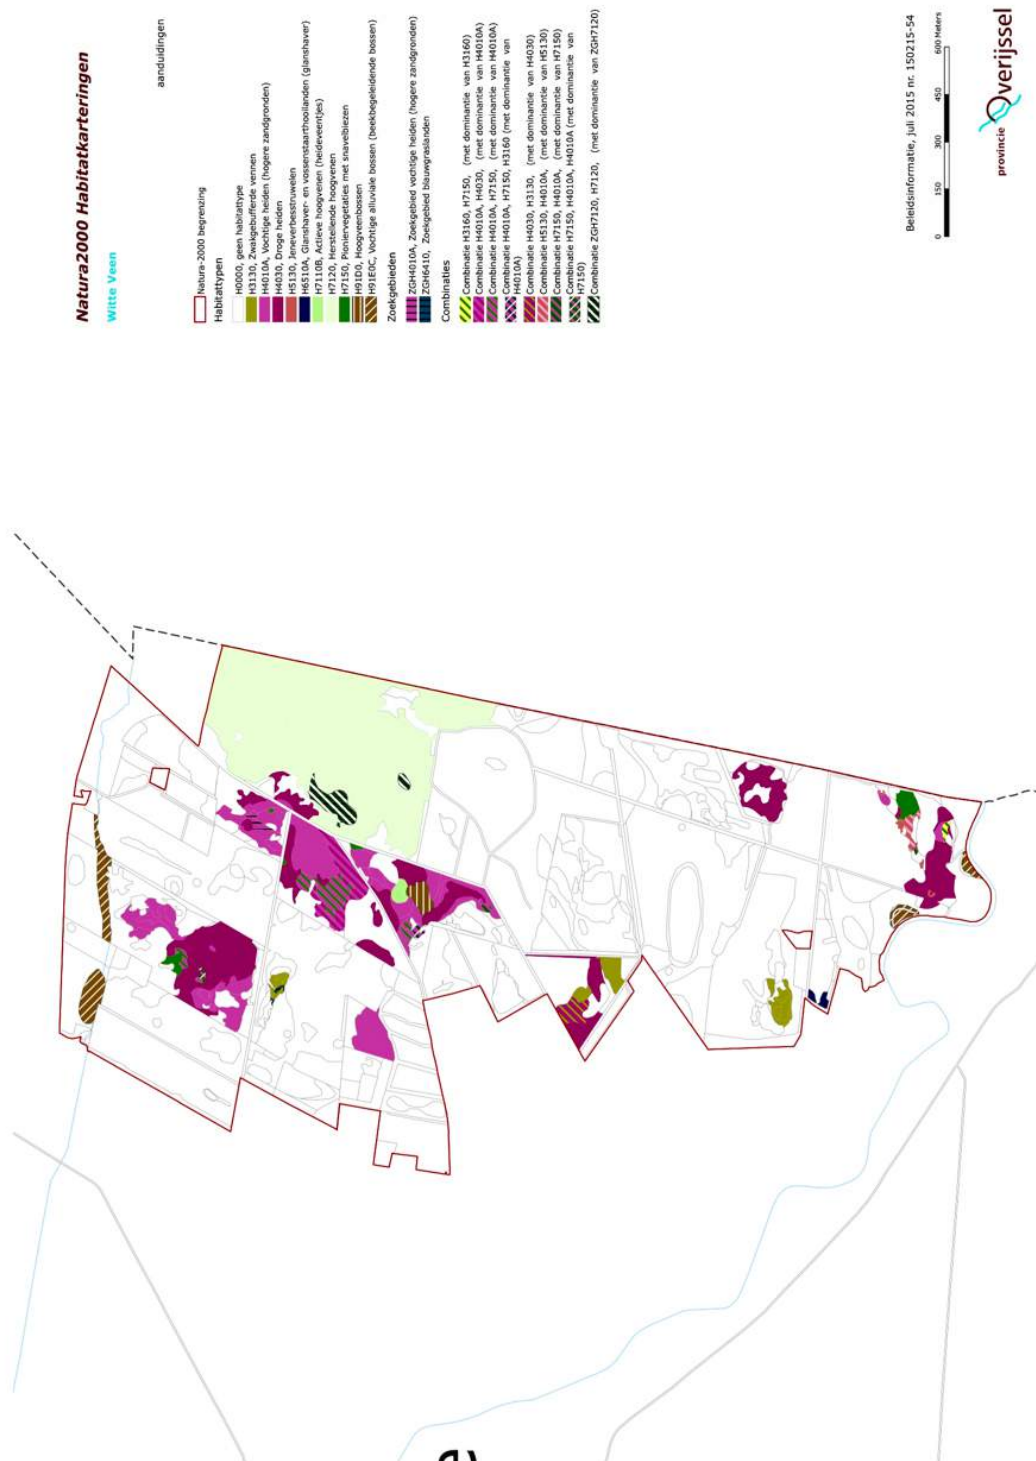 Natura2000 Habitatkarteringen
Witte Veen
aanduidingen
Natura-2000 begrenzing
Habitattypen
H0000, geen habitattype
H3130, Zwakgebufferde vennen
H4010A, Vochtige heiden (hogere zandgronden)
H4030, Droge heiden
H5130, Jeneverbesstruwelen
H6510A, Glanshaver- en vossenstaarthooilanden (glanshaver)
H7110B, Actieve hoogvenen (heideveentjes)
H7120, Herstellende hoogvenen
H7150, Pioniervegetaties met snavelbiezen
H91D0, Hoogveenbossen
H91E0C, Vochtige alluviale bossen (beekbegeleidende bossen)
Zoekgebieden
ZGH4010A, Zoekgebied vochtige heiden (hogere zandgronden)
ZGH6410, Zoekgebied blauwgraslanden
Combinaties
Combinatie H3160, H7150, (met dominantie van H3160)
Combinatie H4010A, H4030, (met dominantie van H4010A)
Combinatie H4010A, H7150, (met dominantie van H4010A)
Combinatie H4010A, H7150, H3160 (met dominantie van
H4010A)
Combinatie H4030, H3130, (met dominantie van H4030)
Combinatie H5130, H4010A, (met dominantie van H5130)
Combinatie H7150, H4010A, (met dominantie van H7150)
Combinatie H7150, H4010A, H4010A (met dominantie van
H7150)
Combinatie ZGH7120, H7120, (met dominantie van ZGH7120)
Beleidsinformatie, juli 2015 nr. 150215-54
0 150 300 450 600 Meters
provincie Overijssel